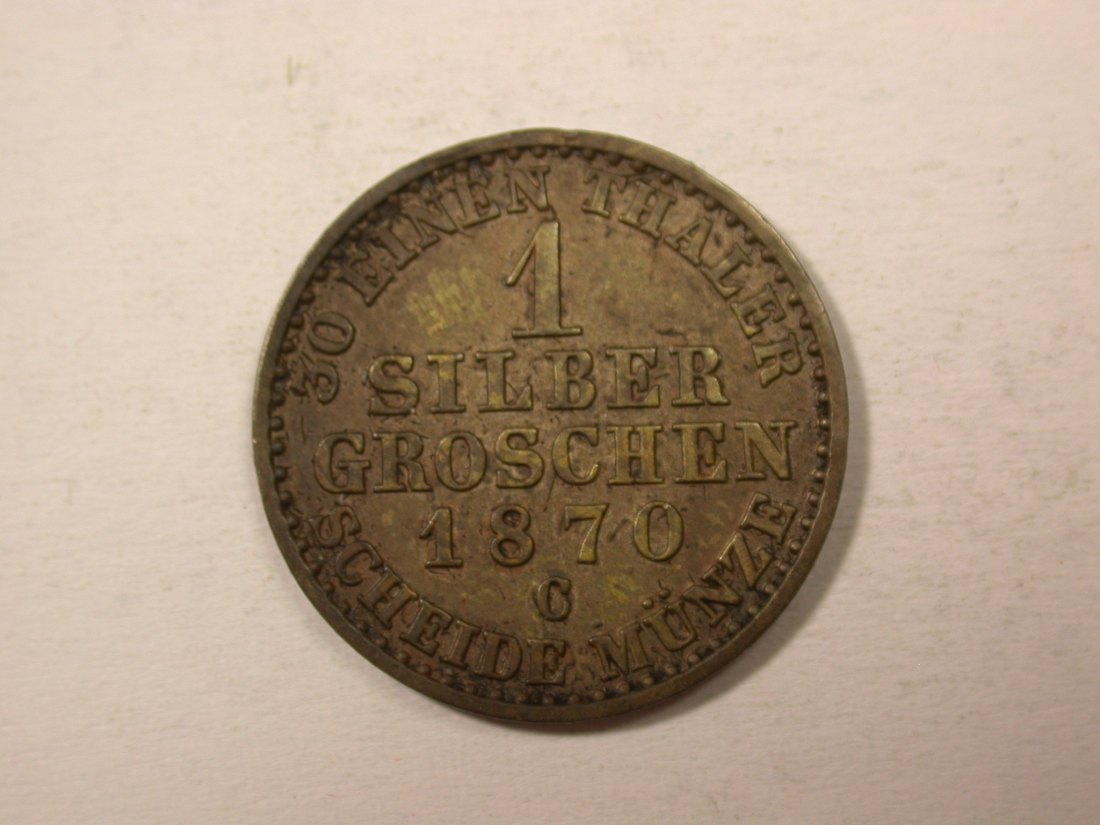 30 EINEN THALER
1
SILBER
GROSCHEN
1870
C
SCHEIDE MÜNZE